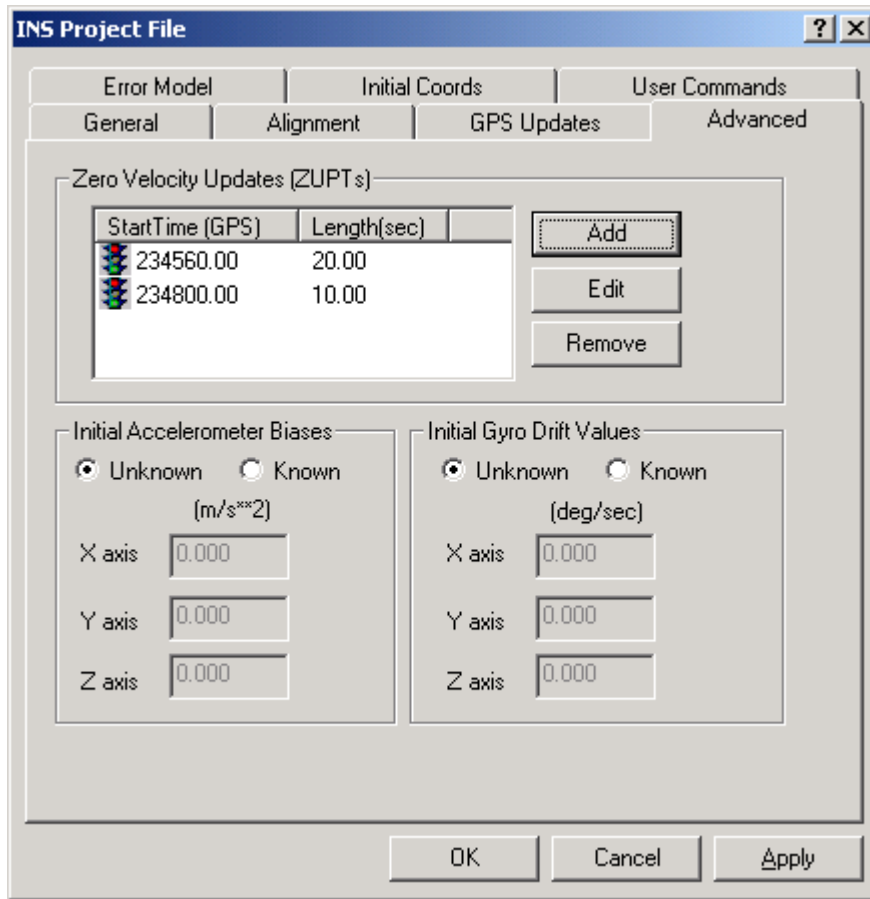 INS Project File
Error Model Initial Coords User Commands
General Alignment GPS Updates Advanced
Zero Velocity Updates (ZUPTs)
StartTime (GPS) Length(sec)
234560.00 20.00
234800.00 10.00
Add
Edit
Remove
Initial Accelerometer Biases
Unknown Known
(m/s**2)
X axis 0.000
Y axis 0.000
Z axis 0.000
Initial Gyro Drift Values
Unknown Known
(deg/sec)
X axis 0.000
Y axis 0.000
Z axis 0.000
OK Cancel Apply